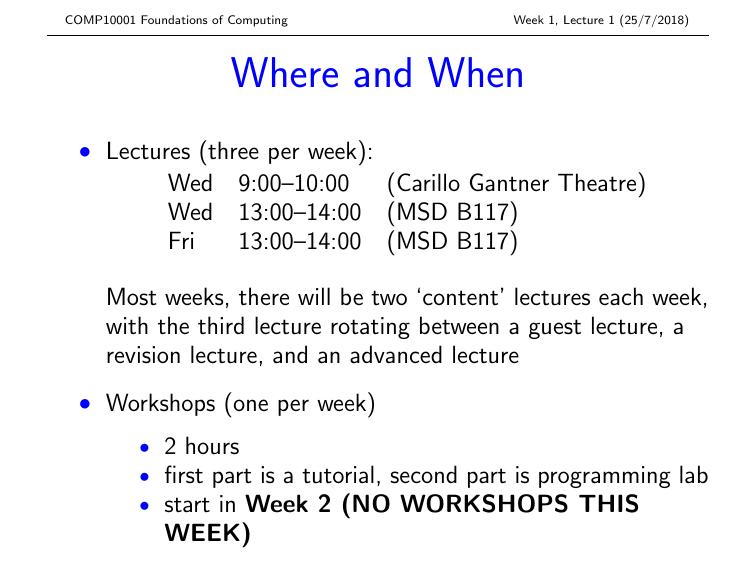 COMP10001 Foundations of Computing Week 1, Lecture 1 (25/7/2018)
Where and When
• Lectures (three per week):
Wed 9:00–10:00 (Carillo Gantner Theatre)
Wed 13:00–14:00 (MSD B117)
Fri 13:00–14:00 (MSD B117)
Most weeks, there will be two ‘content’ lectures each week,
with the third lecture rotating between a guest lecture, a
revision lecture, and an advanced lecture
• Workshops (one per week)
• 2 hours
• first part is a tutorial, second part is programming lab
• start in Week 2 (NO WORKSHOPS THIS
WEEK)